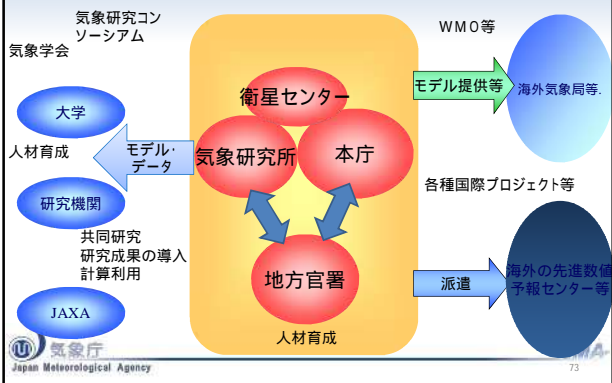 気象研究コン
ソーシアム
気象学会
大学
人材育成
モデル・
データ
研究機関
共同研究
研究成果の導入
計算利用
JAXA
衛星センター
気象研究所
本庁
地方官署
人材育成
WMO等
モデル提供等
海外気象局等.
各種国際プロジェクト等
派遣
海外の先進数値
予報センター等
気象庁
Japan Meteorological Agency
73